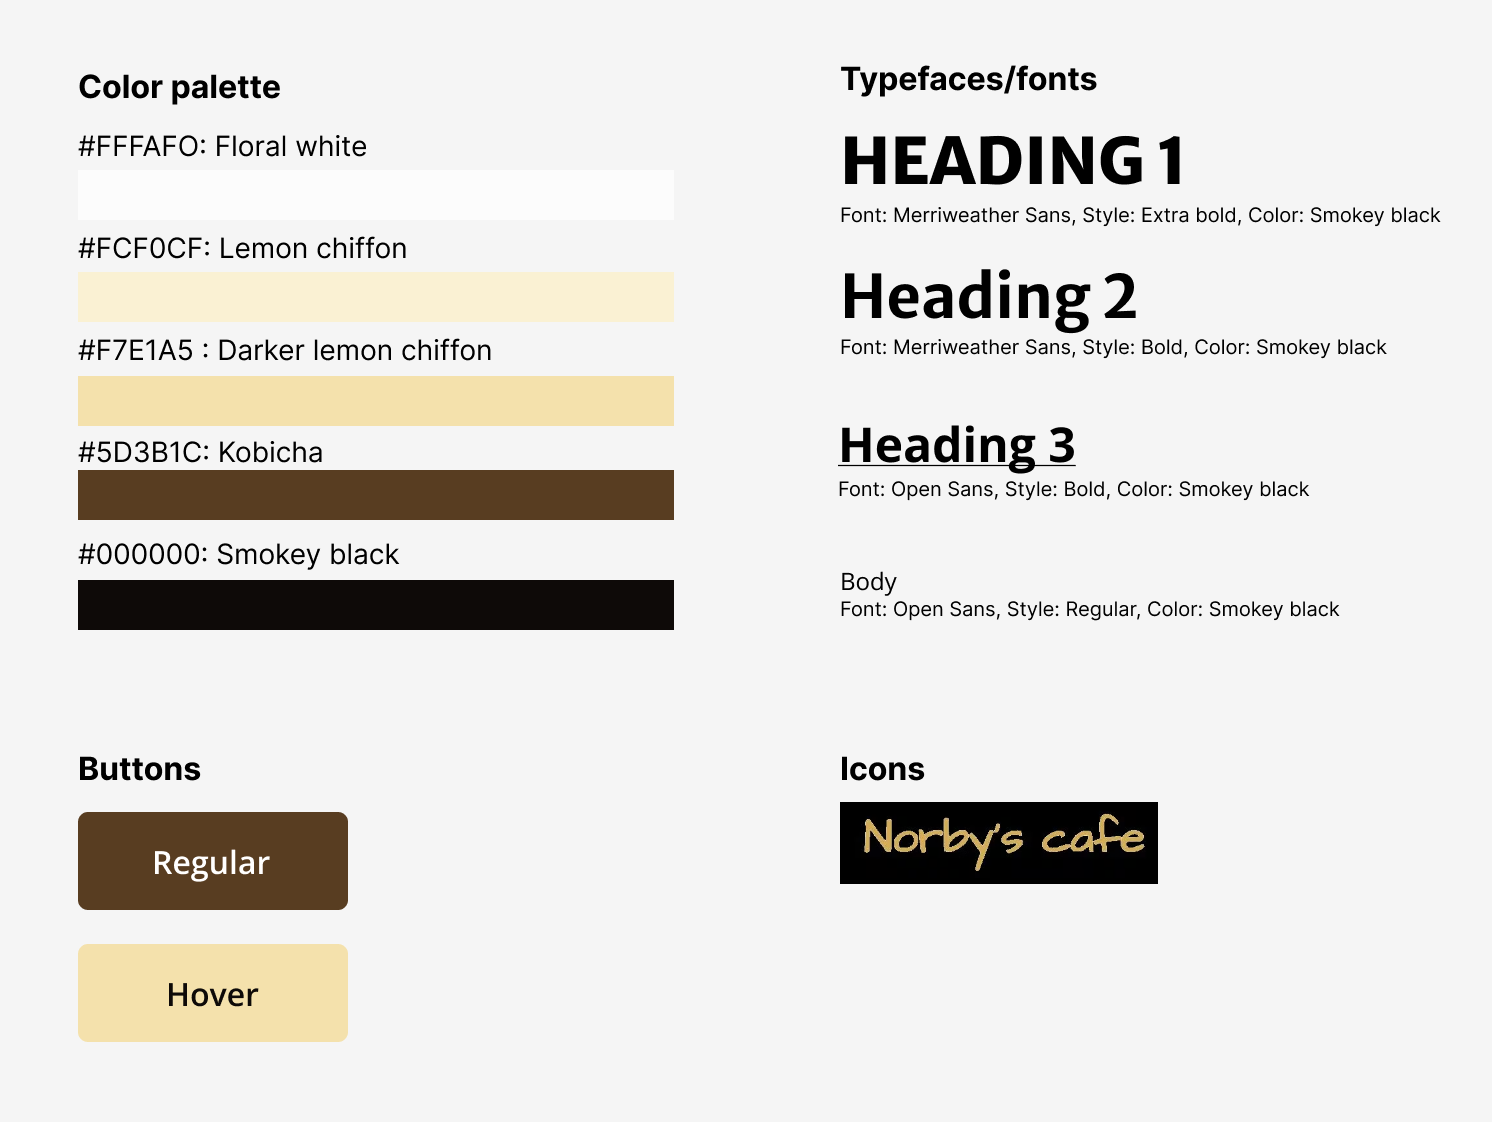 Color palette
#FFFAFO: Floral white
#FCF0CF: Lemon chiffon
#F7E1A5 : Darker lemon chiffon
#5D3B1C: Kobicha
#000000: Smokey black
Typefaces/fonts
HEADING 1
Font: Merriweather Sans, Style: Extra bold, Color: Smokey black
Heading 2
Font: Merriweather Sans, Style: Bold, Color: Smokey black
Heading 3
Font: Open Sans, Style: Bold, Color: Smokey black
Body
Font: Open Sans, Style: Regular, Color: Smokey black
Buttons
Regular
Hover
Icons
Norby's cafe